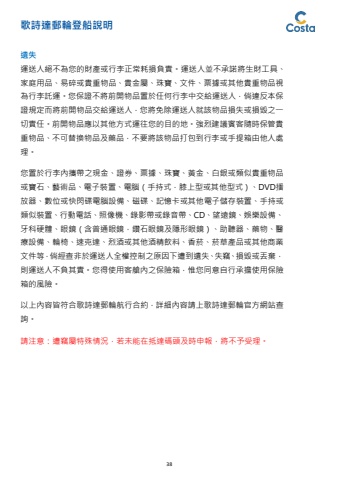 歌詩達郵輪登船說明
Costa
遺失
運送人絕不為您的財產或行李正常耗損負責。運送人並不承諾將生財工具、
家庭用品、易碎或貴重物品、貴金屬、珠寶、文件、票據或其他貴重物品視
為行李託運。您保證不將前開物品置於任何行李中交給運送人，倘違反本保
證規定而將前開物品交給運送人，您將免除運送人就該物品損失或損毀之一
切責任。前開物品應以其他方式運往您的目的地。強烈建議賓客隨時保管貴
重物品、不可替換物品及藥品，不要將該物品打包到行李或手提箱由他人處
理。
您置於行李內攜帶之現金、證券、票據、珠寶、黃金、白銀或類似貴重物品
或寶石、藝術品、電子裝置、電腦（手持式，膝上型或其他型式）、DVD播
放器、數位或快閃碟電腦設備、磁碟、記憶卡或其他電子儲存裝置、手持或
類似裝置、行動電話、照像機、錄影帶或錄音帶、CD、望遠鏡、娛樂設備、
牙科硬體、眼鏡（含普通眼鏡，鑽石眼鏡及隱形眼鏡）、助聽器、藥物、醫
療設備、輪椅、速克達、烈酒或其他酒精飲料、香菸、菸草產品或其他商業
文件等，倘經查非於運送人全權控制之原因下遭到遺失、失竊、損毀或丟棄，
則運送人不負其責。您得使用客艙內之保險箱，惟您同意自行承擔使用保險
箱的風險。
以上內容皆符合歌詩達郵輪航行合約，詳細內容請上歌詩達郵輪官方網站查
詢。
請注意：遭竊屬特殊情況，若未能在抵達碼頭及時申報，將不予受理。
38